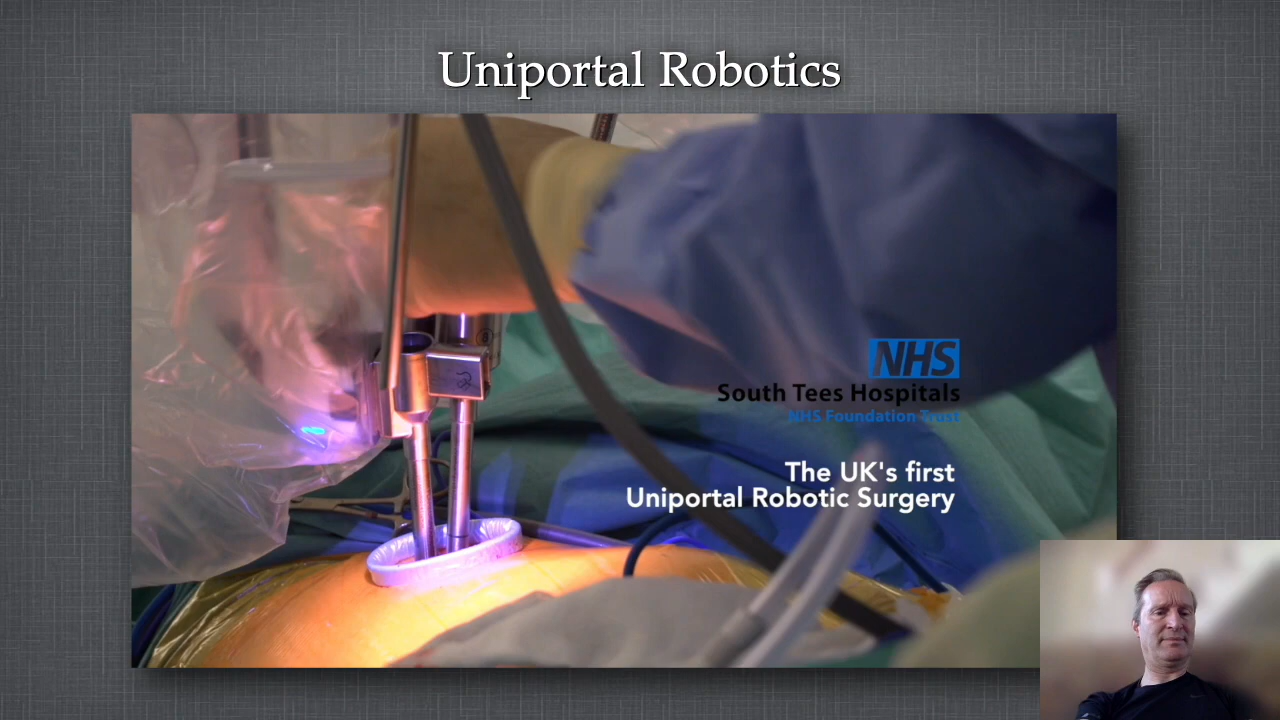 Uniportal Robotics
NHS
South Tees Hospitals
NHS Foundation Trust
The UK's first
Uniportal Robotic Surgery